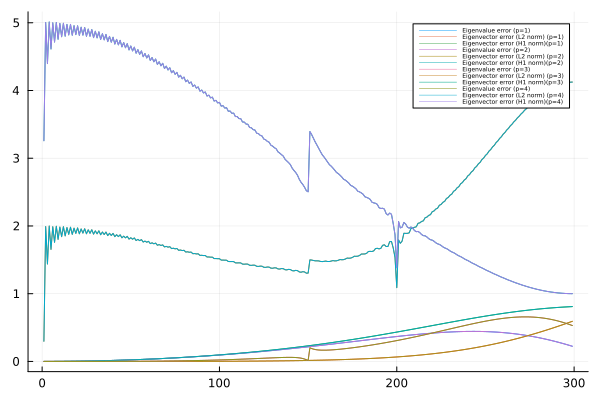 5
4
3
2
1
0
0
100
200
300
Eigenvalue error (p=1)
Eigenvector error (L2 norm) (p=1)
Eigenvector error (H1 norm)(p=1)
Eigenvalue error (p=2)
Eigenvector error (L2 norm) (p=2)
Eigenvector error (H1 norm)(p=2)
Eigenvalue error (p=3)
Eigenvector error (L2 norm) (p=3)
Eigenvector error (H1 norm)(p=3)
Eigenvalue error (p=4)
Eigenvector error (L2 norm) (p=4)
Eigenvector error (H1 norm)(p=4)